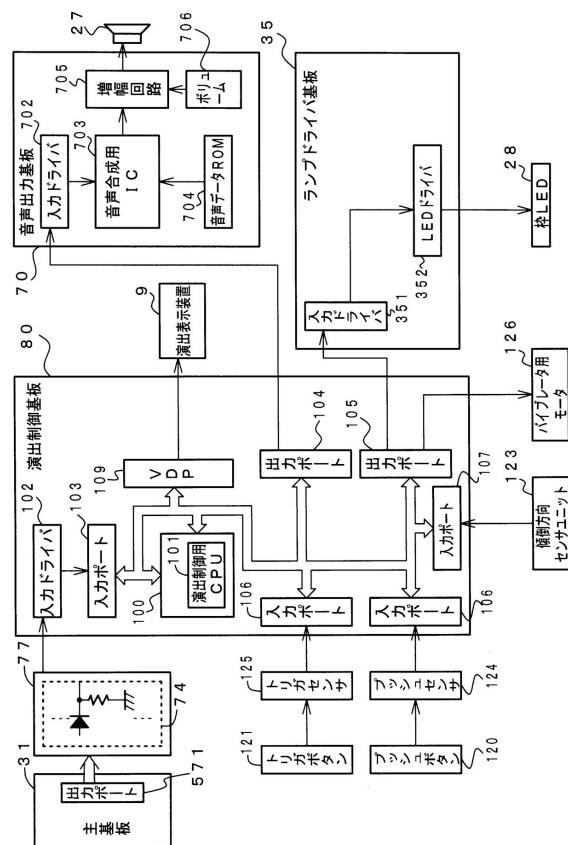 31
主基板
出力ポート
571
77
74
80
演出制御基板
102
入力ドライバ
103
入力ポート
109
VDP
100
101
演出制御用
CPU
104
出力ポート
105
出力ポート
106
入力ポート
106
入力ポート
107
入力ポート
9
演出表示装置
70
音声出力基板
702
入力ドライバ
703
音声合成用
IC
704
音声データROM
705
増幅
回路
706
ボリュ
ーム
27
35
ランプドライバ基板
351
入力ドライバ
352
LEDドライバ
28
枠LED
121
トリガボタン
125
トリガセンサ
120
プッシュボタン
124
プッシュセンサ
123
傾倒方向
センサユニット
126
バイブレータ用
モータ